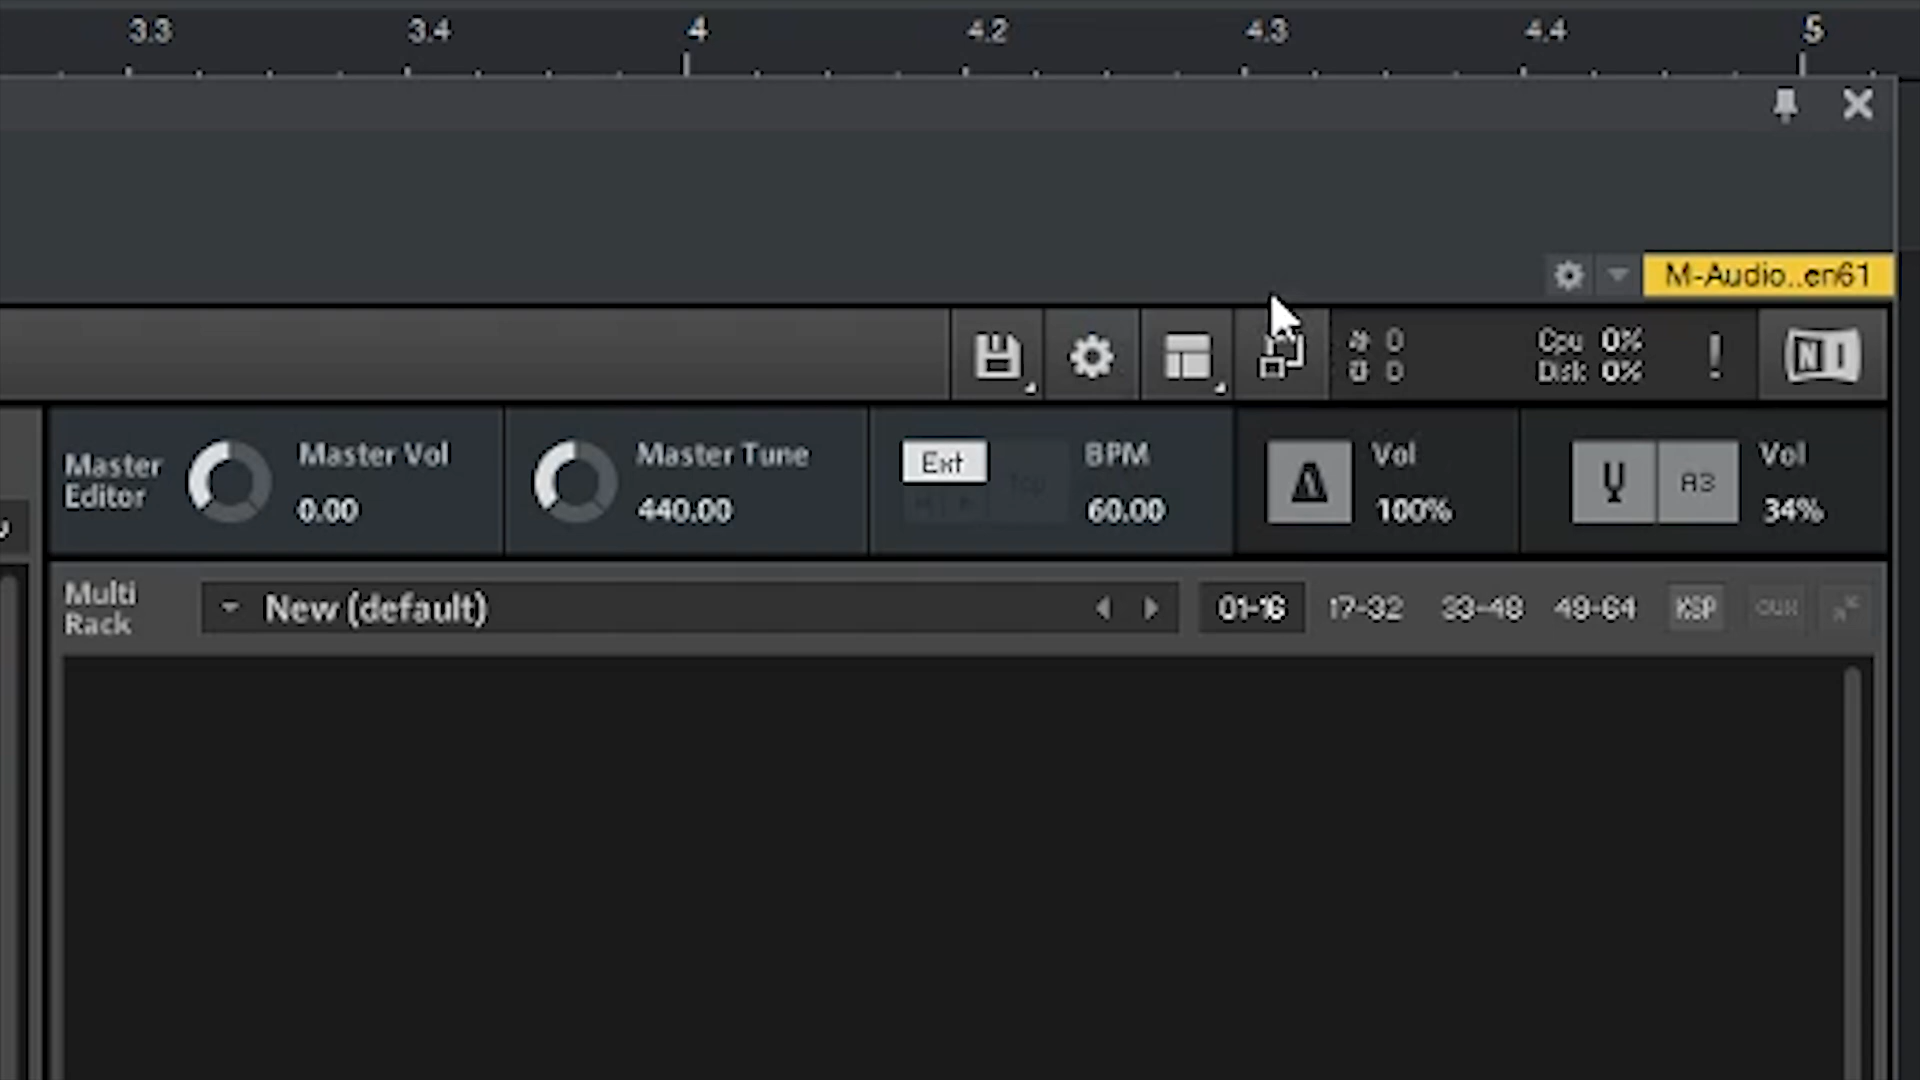 3.3 3.4 4 4.2 4.3 4.4 5
M-Audio..en61
0 Cpu 0% ! NI
0 Disk 0%
Master Editor
Master Vol
0.00
Master Tune
440.00
Ext
Tap
BPM
60.00
Vol
100%
A3
Vol
34%
Multi Rack
New (default)
01-16 17-32 33-48 49-64 KSP aux